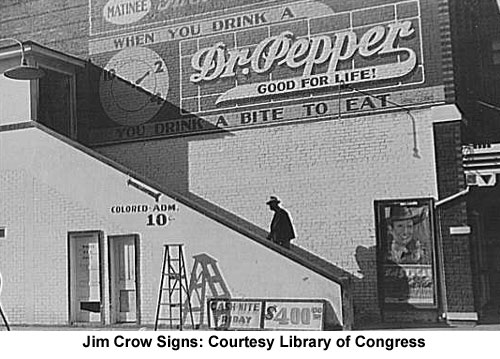 MATINEE
WHEN YOU DRINK A
Dr. Pepper
GOOD FOR LIFE!
10 2 4
YOU DRINK A BITE TO EAT
COLORED-ADM.
10¢
CASH-NITE
FRIDAY
$400.00
Jim Crow Signs: Courtesy Library of Congress